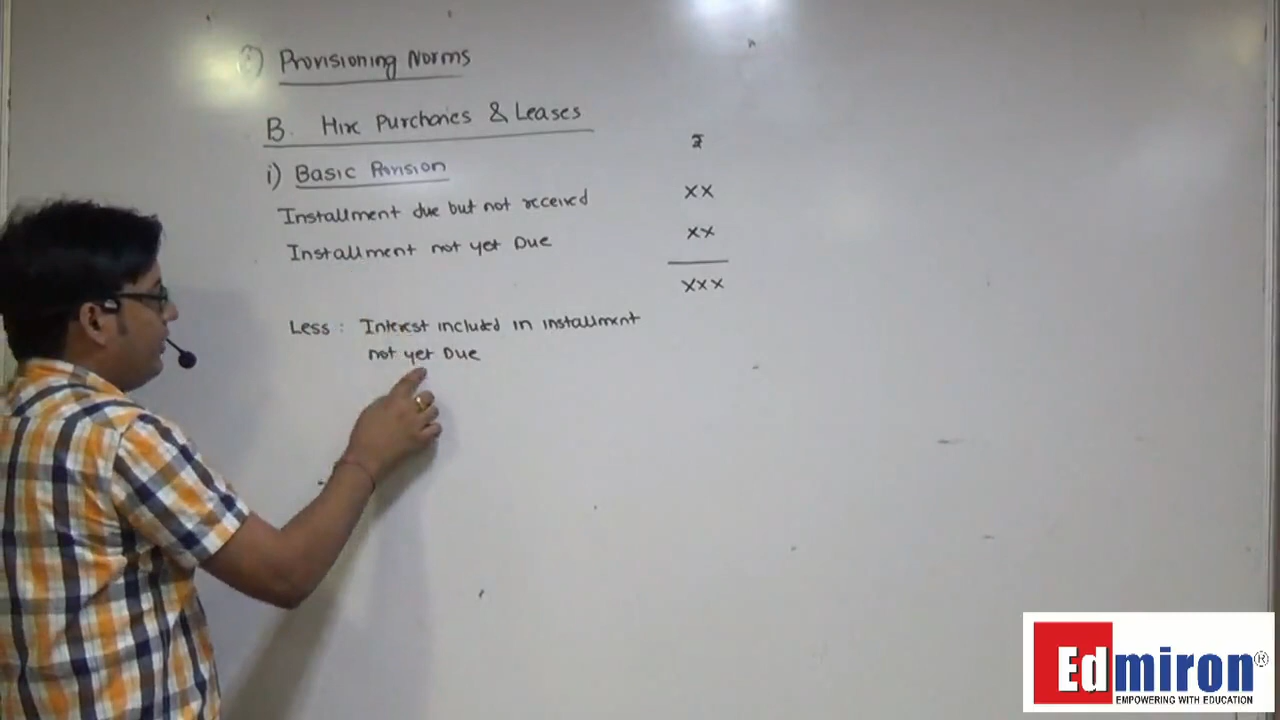 Provisioning Norms
B. Hire Purchases & Leases
₹
i) Basic Provision
Installment due but not received xx
Installment not yet Due xx
xxx
Less : Interest included in installment
not yet Due
Edmiron®
EMPOWERING WITH EDUCATION